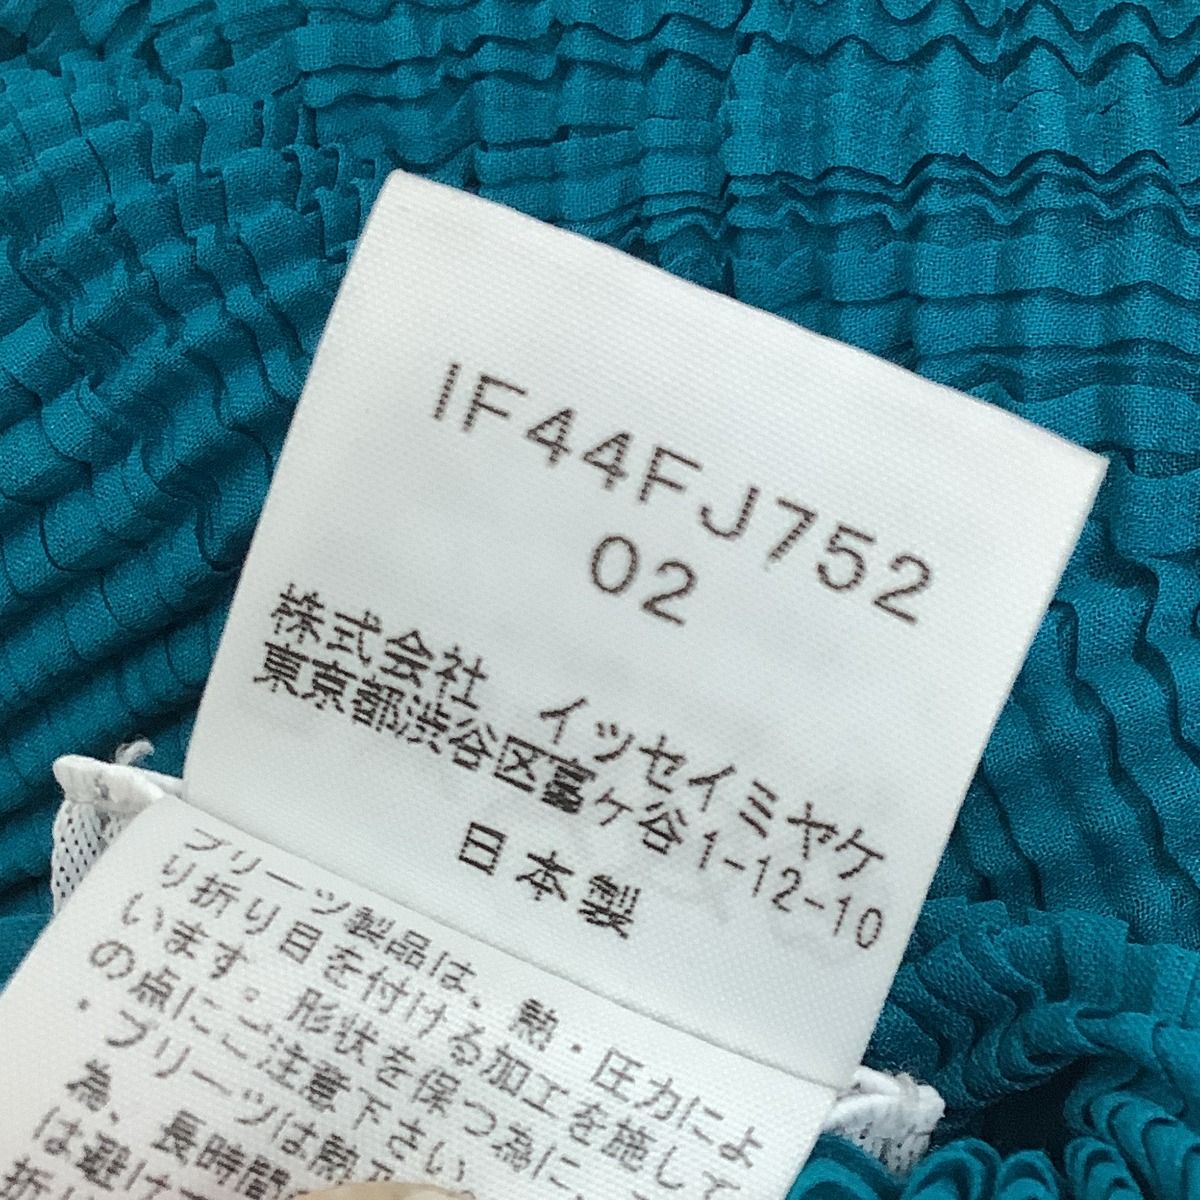 IF44FJ752
02
株式会社 イッセイミヤケ
東京都渋谷区富ケ谷1-12-10
日本製
プリーツ製品は、熱・圧力によ
り折り目を付ける加工を施して
います。形状を保つ為に、
の点にご注意下さい
・プリーツは熱
為、長時間
は避け
折